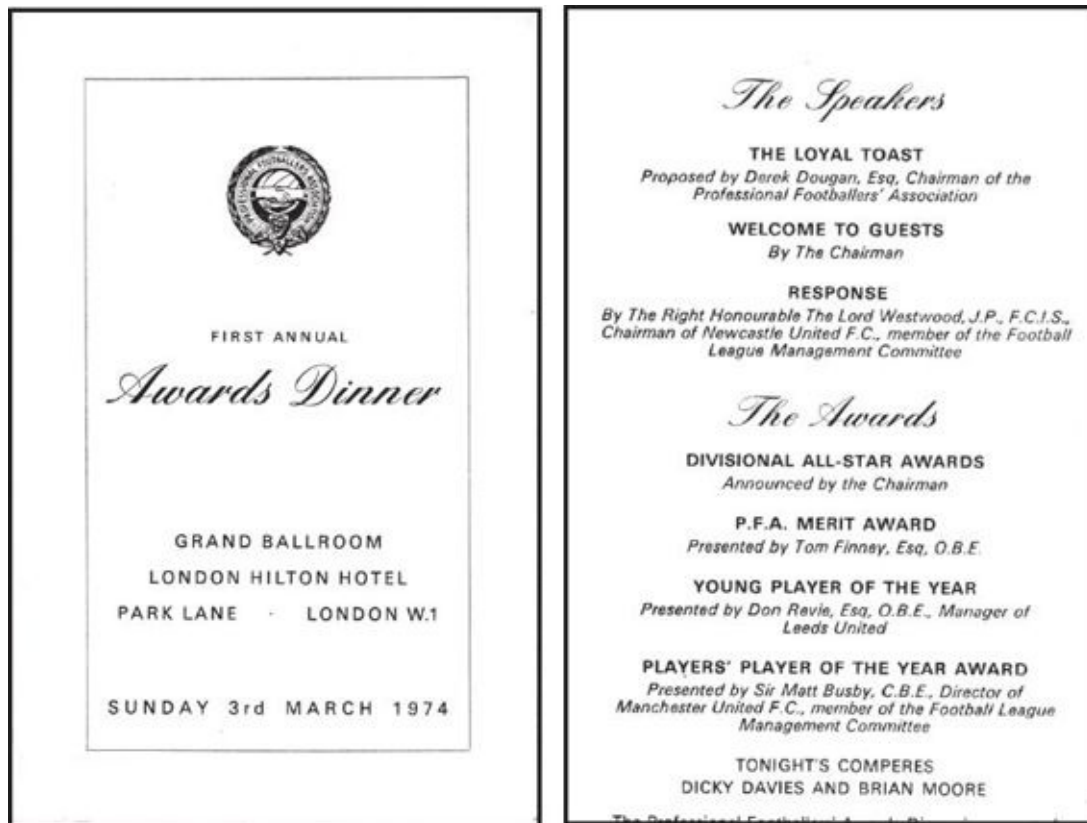 PROFESSIONAL FOOTBALLERS ASSOCIATION
FIRST ANNUAL
Awards Dinner
GRAND BALLROOM
LONDON HILTON HOTEL
PARK LANE · LONDON W.1
SUNDAY 3rd MARCH 1974
The Speakers
THE LOYAL TOAST
Proposed by Derek Dougan, Esq, Chairman of the
Professional Footballers' Association
WELCOME TO GUESTS
By The Chairman
RESPONSE
By The Right Honourable The Lord Westwood, J.P., F.C.I.S.,
Chairman of Newcastle United F.C., member of the Football
League Management Committee
The Awards
DIVISIONAL ALL-STAR AWARDS
Announced by the Chairman
P.F.A. MERIT AWARD
Presented by Tom Finney, Esq, O.B.E.
YOUNG PLAYER OF THE YEAR
Presented by Don Revie, Esq, O.B.E., Manager of
Leeds United
PLAYERS' PLAYER OF THE YEAR AWARD
Presented by Sir Matt Busby, C.B.E., Director of
Manchester United F.C., member of the Football League
Management Committee
TONIGHT'S COMPERES
DICKY DAVIES AND BRIAN MOORE